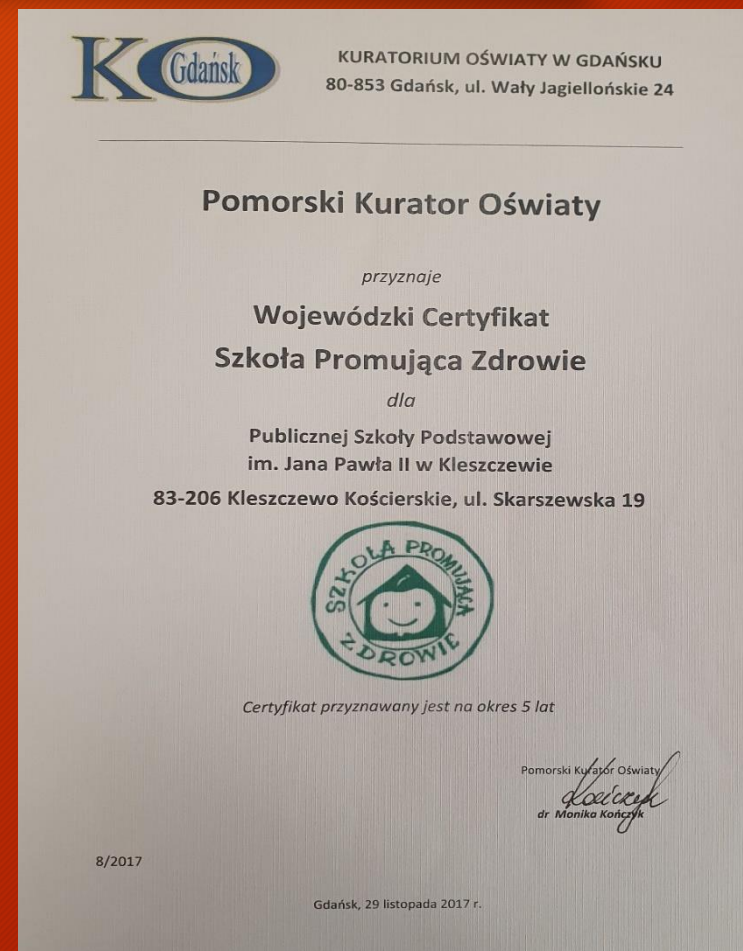 KO Gdańsk
KURATORIUM OŚWIATY W GDAŃSKU
80-853 Gdańsk, ul. Wały Jagiellońskie 24
Pomorski Kurator Oświaty
przyznaje
Wojewódzki Certyfikat
Szkoła Promująca Zdrowie
dla
Publicznej Szkoły Podstawowej
im. Jana Pawła II w Kleszczewie
83-206 Kleszczewo Kościerskie, ul. Skarszewska 19
SZKOŁA PROMUJĄCA
ZDROWIE
Certyfikat przyznawany jest na okres 5 lat
Pomorski Kurator Oświaty
dr Monika Kończyk
8/2017
Gdańsk, 29 listopada 2017 r.